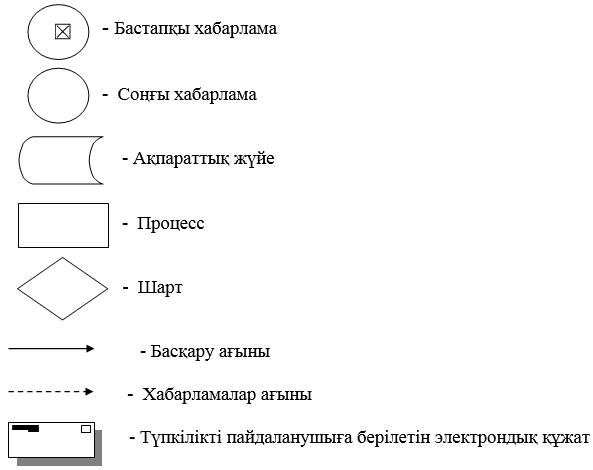 - Бастапқы хабарлама
- Соңғы хабарлама
- Ақпараттық жүйе
- Процесс
- Шарт
- Басқару ағыны
- Хабарламалар ағыны
- Түпкілікті пайдаланушыға берілетін электрондық құжат